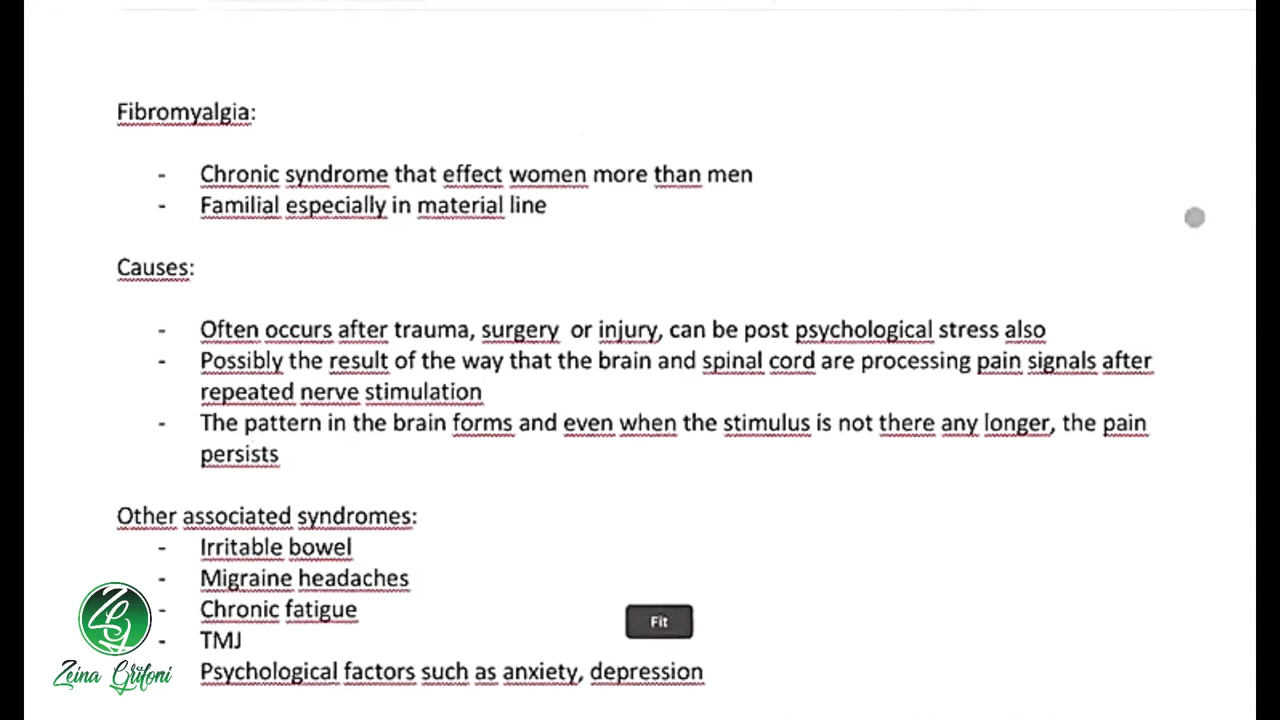 Fibromyalgia:
- Chronic syndrome that effect women more than men
- Familial especially in material line
Causes:
- Often occurs after trauma, surgery or injury, can be post psychological stress also
- Possibly the result of the way that the brain and spinal cord are processing pain signals after
repeated nerve stimulation
- The pattern in the brain forms and even when the stimulus is not there any longer, the pain
persists
Other associated syndromes:
- Irritable bowel
- Migraine headaches
- Chronic fatigue
- TMJ
Psychological factors such as anxiety, depression
Fit
ZG
Zeina Grifoni